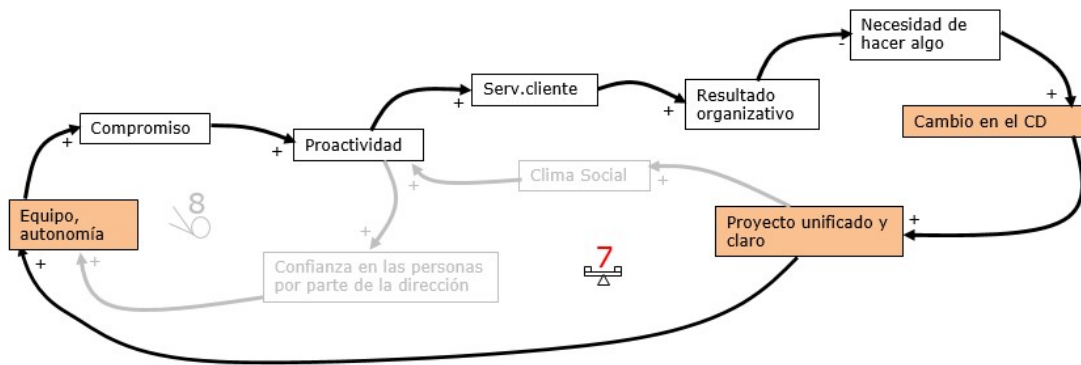 Necesidad de
hacer algo
-
+
Serv.cliente
+
Resultado
organizativo
+
Cambio en el CD
Compromiso
+
Proactividad
+
Clima Social
+
+
8
Equipo,
autonomía
+
+
Proyecto unificado y
claro
+
+
Confianza en las personas
por parte de la dirección
7